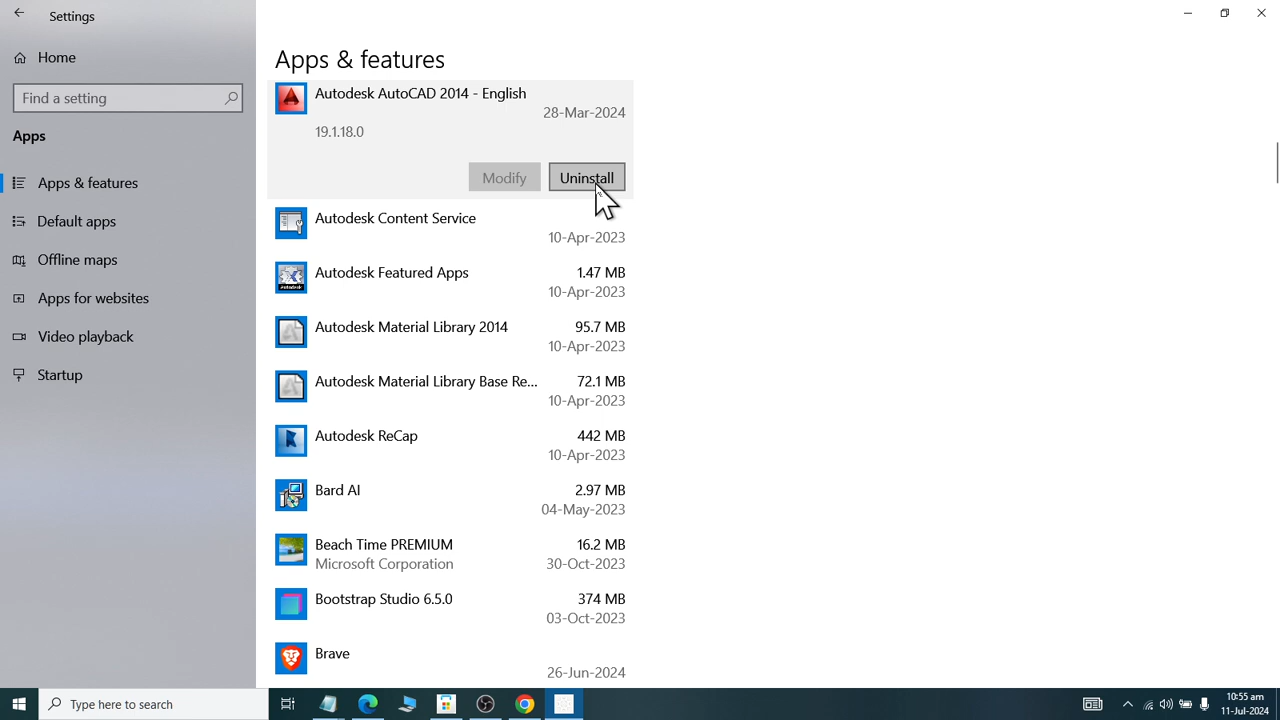 Settings
Home
Find a setting
Apps
Apps & features
Default apps
Offline maps
Apps for websites
Video playback
Startup
Apps & features
Autodesk AutoCAD 2014 - English
28-Mar-2024
19.1.18.0
Modify
Uninstall
Autodesk Content Service
10-Apr-2023
Autodesk Featured Apps 1.47 MB
10-Apr-2023
Autodesk Material Library 2014 95.7 MB
10-Apr-2023
Autodesk Material Library Base Re... 72.1 MB
10-Apr-2023
Autodesk ReCap 442 MB
10-Apr-2023
Bard AI 2.97 MB
04-May-2023
Beach Time PREMIUM 16.2 MB
Microsoft Corporation 30-Oct-2023
Bootstrap Studio 6.5.0 374 MB
03-Oct-2023
Brave
26-Jun-2024
Type here to search
10:55 am
11-Jul-2024